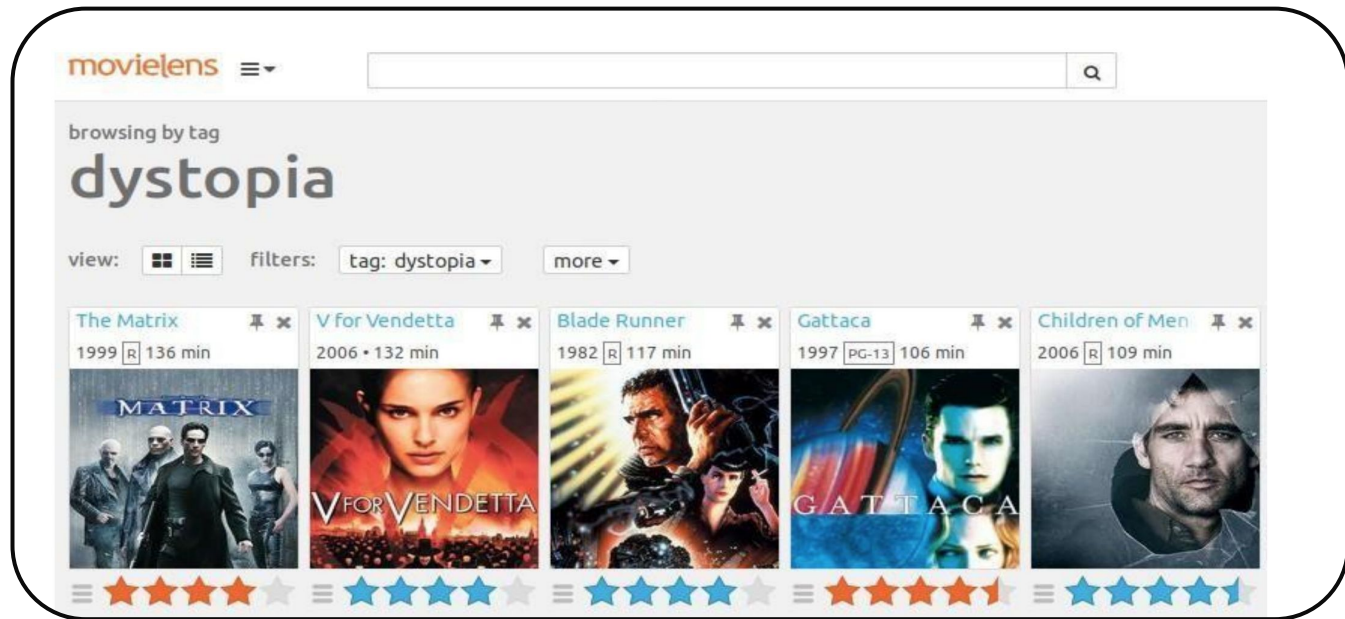 movielens
browsing by tag
dystopia
view: filters: tag: dystopia more
The Matrix
1999 R 136 min
MATRIX
V for Vendetta
2006 • 132 min
V FOR VENDETTA
Blade Runner
1982 R 117 min
Gattaca
1997 PG-13 106 min
GATTACA
Children of Men
2006 R 109 min